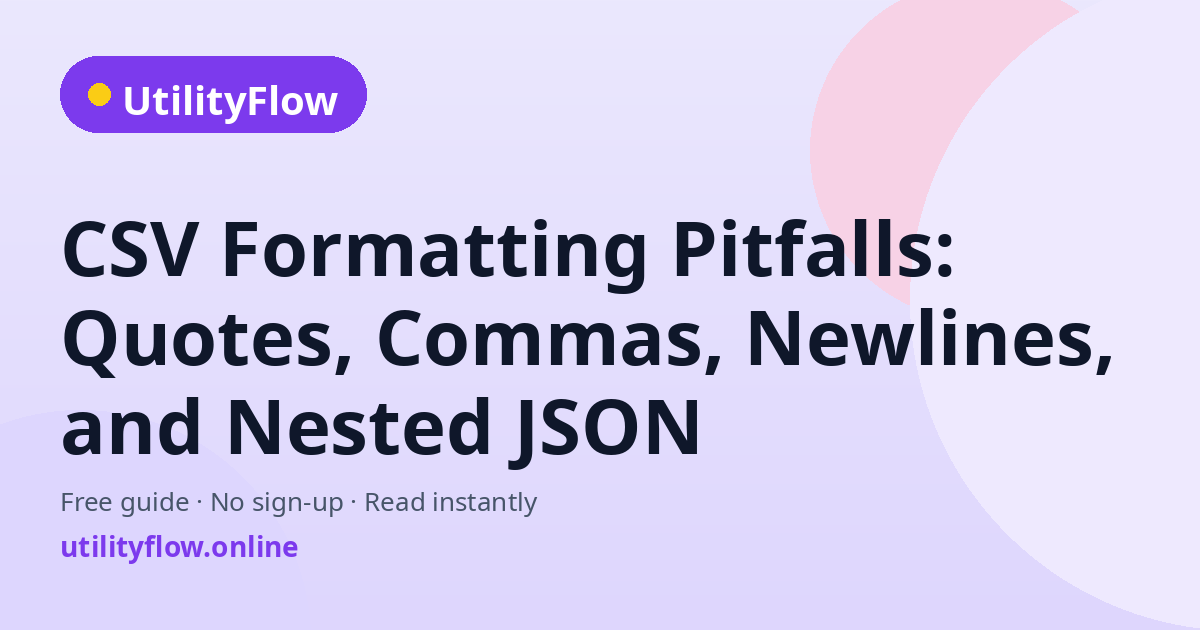 UtilityFlow
CSV Formatting Pitfalls:
Quotes, Commas, Newlines,
and Nested JSON
Free guide · No sign-up · Read instantly
utilityflow.online